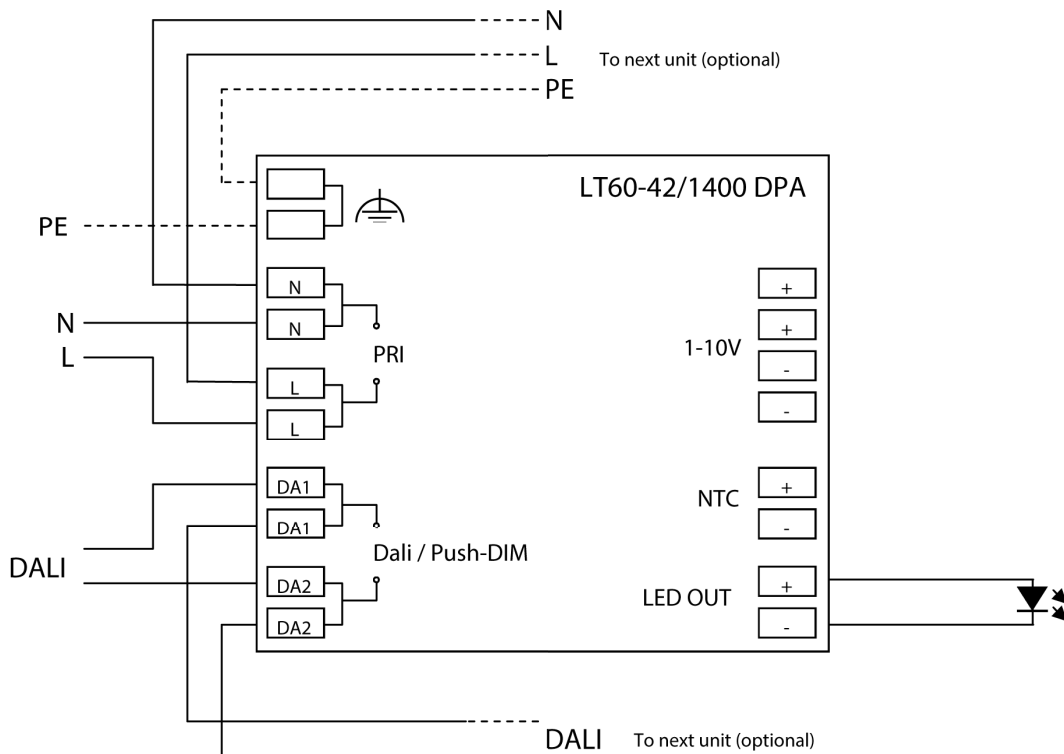 N
L To next unit (optional)
PE
LT60-42/1400 DPA
PE
N
+
N
N
+
1-10V
PRI
L
-
L
-
L
DA1
+
NTC
DA1
-
Dali / Push-DIM
DALI
DA2
+
LED OUT
DA2
-
DALI To next unit (optional)